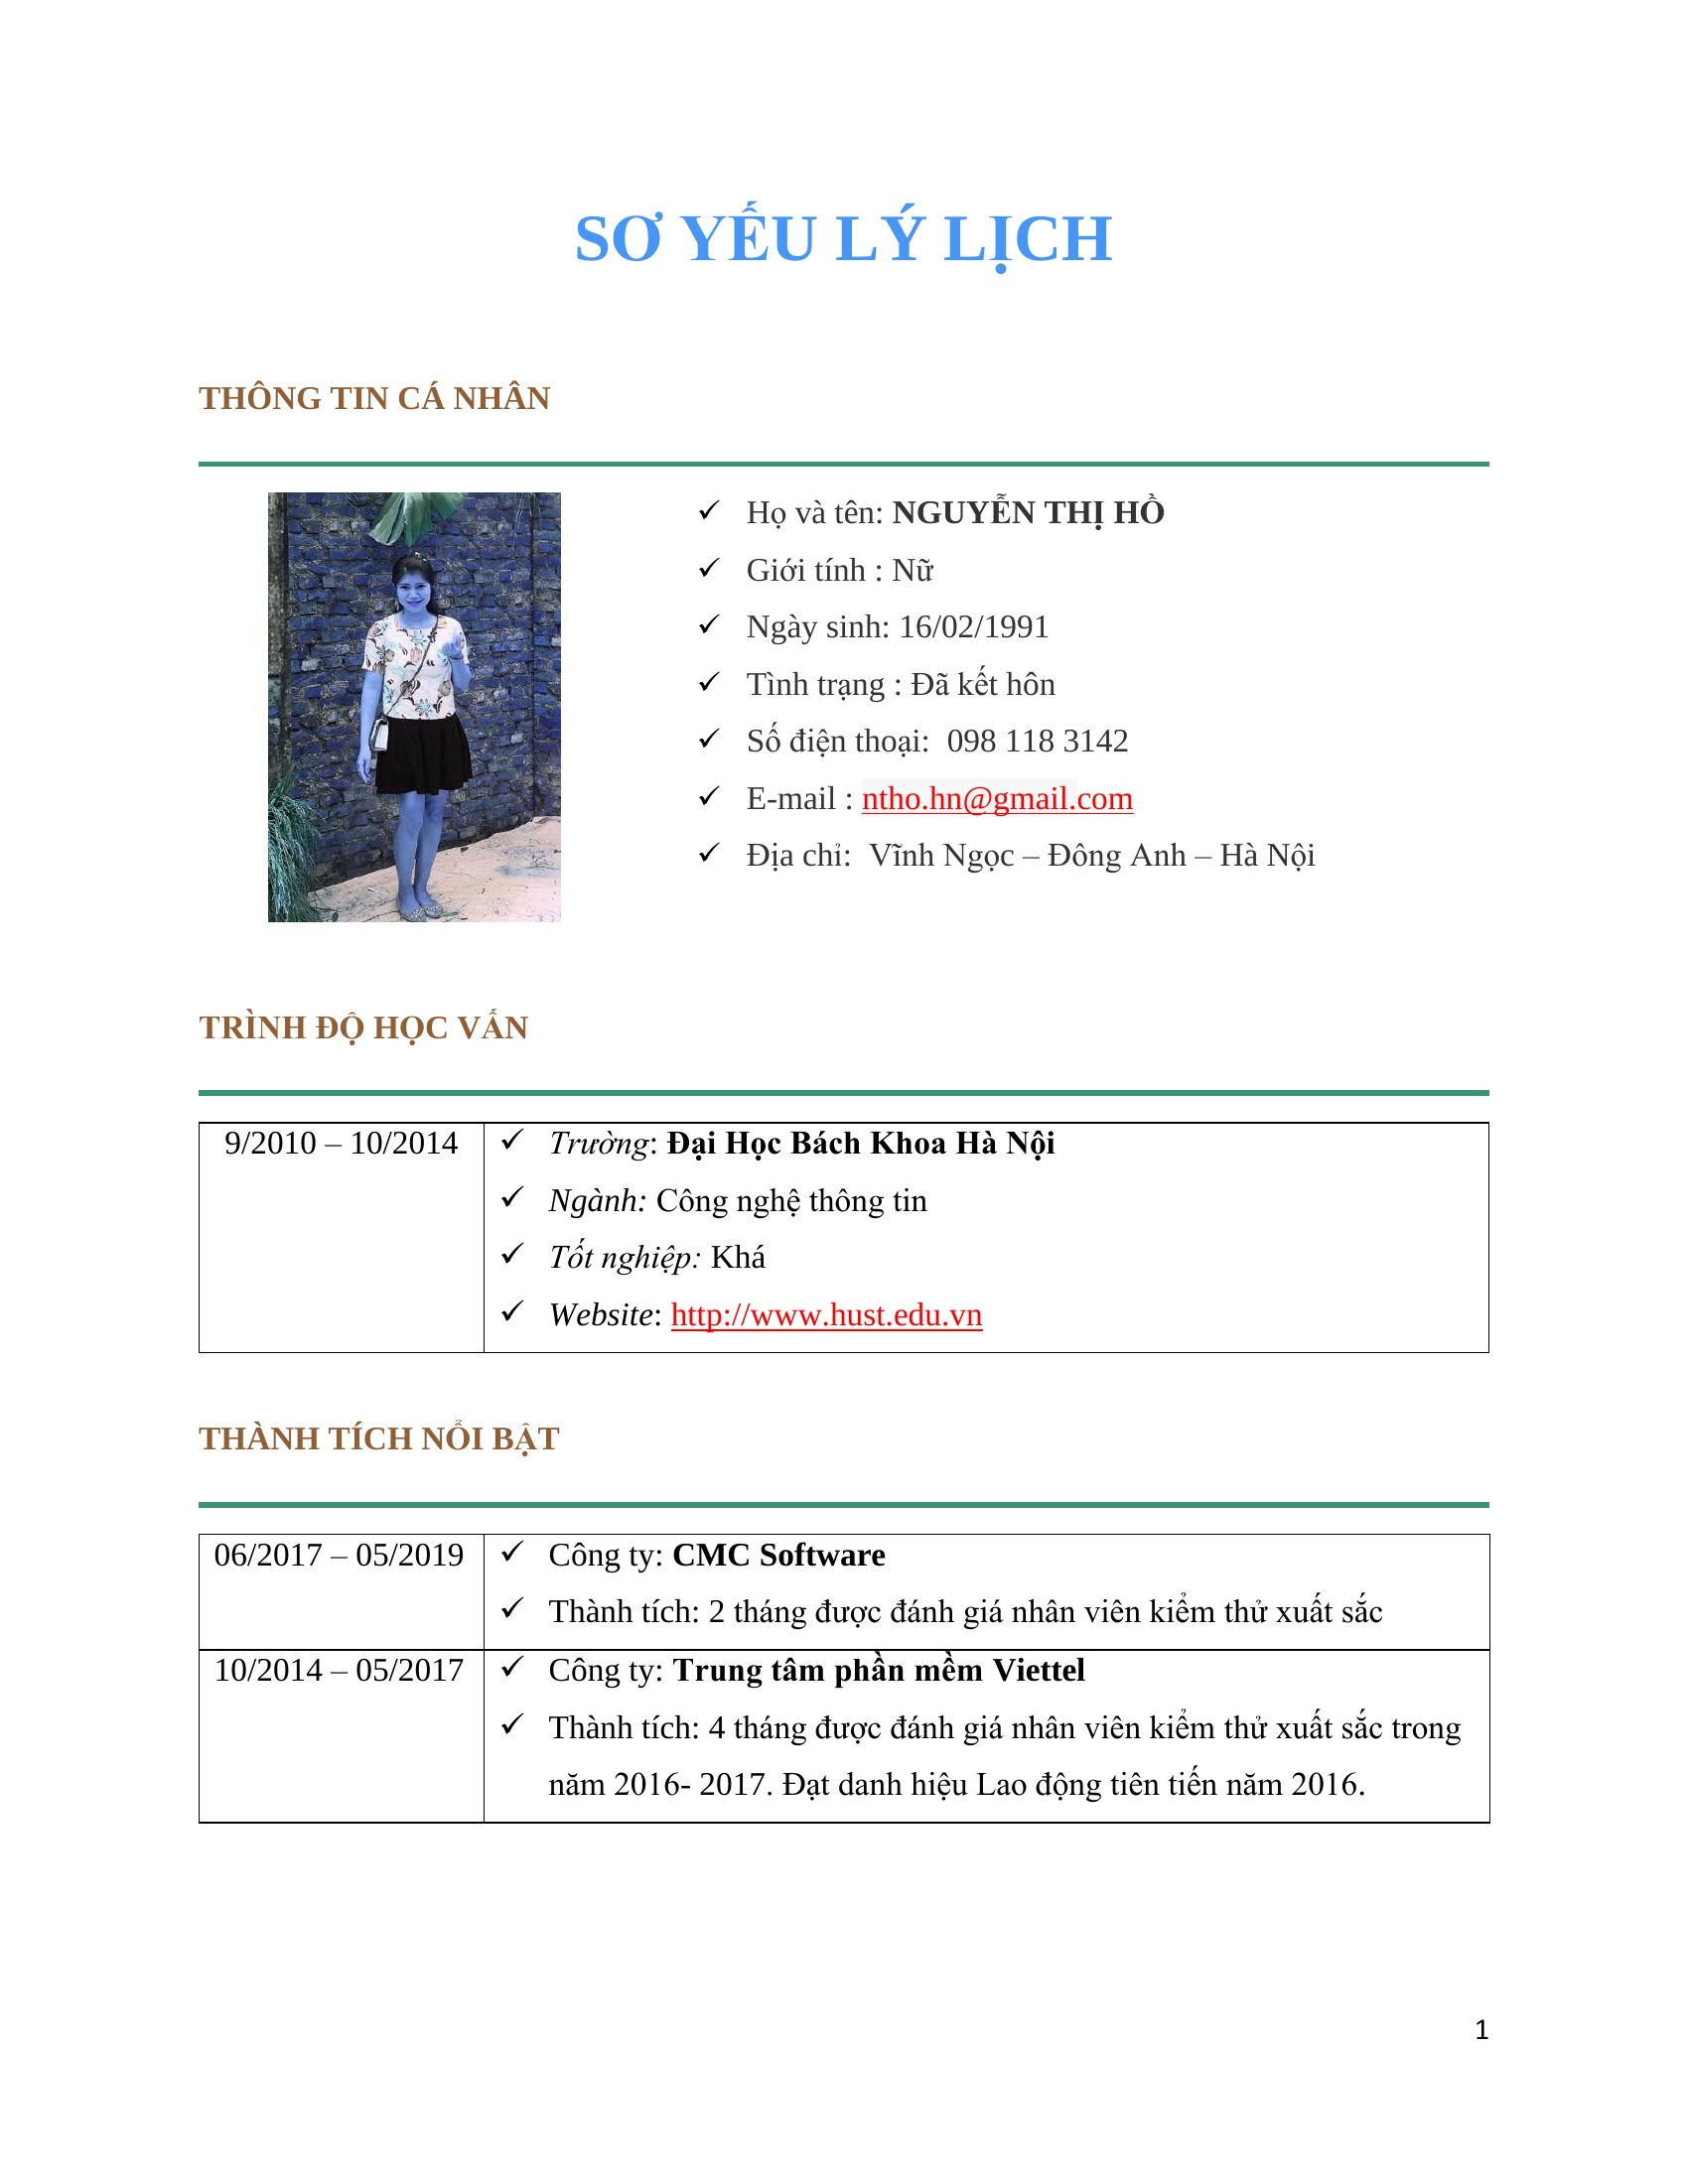 SƠ YẾU LÝ LỊCH
THÔNG TIN CÁ NHÂN
Họ và tên: NGUYỄN THỊ HỒ
Giới tính : Nữ
Ngày sinh: 16/02/1991
Tình trạng : Đã kết hôn
Số điện thoại: 098 118 3142
E-mail : ntho.hn@gmail.com
Địa chỉ: Vĩnh Ngọc – Đông Anh – Hà Nội
TRÌNH ĐỘ HỌC VẤN
9/2010 – 10/2014
Trường: Đại Học Bách Khoa Hà Nội
Ngành: Công nghệ thông tin
Tốt nghiệp: Khá
Website: http://www.hust.edu.vn
THÀNH TÍCH NỔI BẬT
06/2017 – 05/2019
Công ty: CMC Software
Thành tích: 2 tháng được đánh giá nhân viên kiểm thử xuất sắc
10/2014 – 05/2017
Công ty: Trung tâm phần mềm Viettel
Thành tích: 4 tháng được đánh giá nhân viên kiểm thử xuất sắc trong
năm 2016- 2017. Đạt danh hiệu Lao động tiên tiến năm 2016.
1